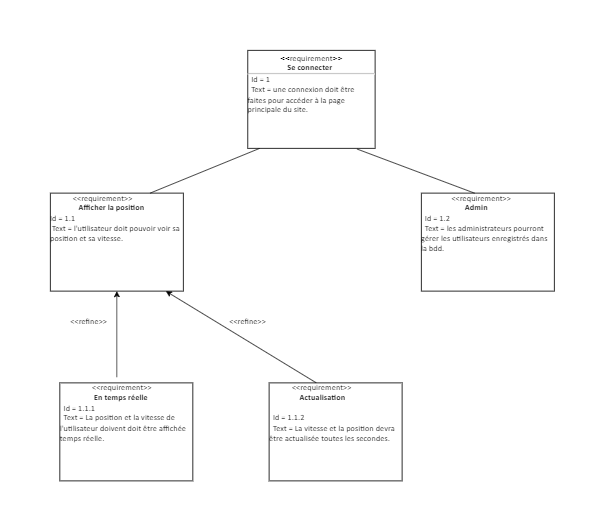 <<requirement>>
Se connecter
Id = 1
Text = une connexion doit être
faites pour accéder à la page
principale du site.
<<requirement>>
Afficher la position
Id = 1.1
Text = l'utilisateur doit pouvoir voir sa
position et sa vitesse.
<<requirement>>
Admin
Id = 1.2
Text = les administrateurs pourront
gérer les utilisateurs enregistrés dans
la bdd.
<<refine>>
<<refine>>
<<requirement>>
En temps réelle
Id = 1.1.1
Text = La position et la vitesse de
l'utilisateur doivent doit être affichée
temps réelle.
<<requirement>>
Actualisation
Id = 1.1.2
Text = La vitesse et la position devra
être actualisée toutes les secondes.